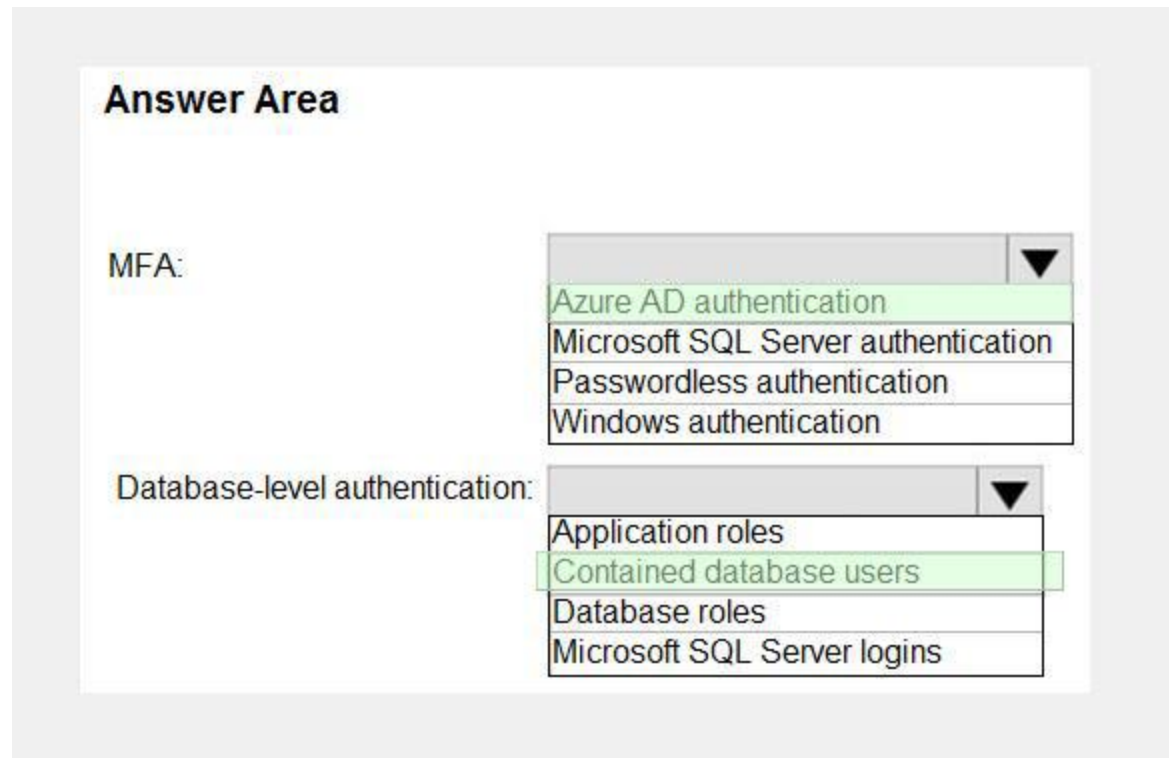 Answer Area
MFA:
Azure AD authentication
Microsoft SQL Server authentication
Passwordless authentication
Windows authentication
Database-level authentication:
Application roles
Contained database users
Database roles
Microsoft SQL Server logins